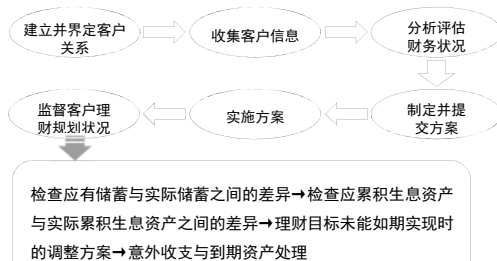 建立并界定客户
关系
收集客户信息
分析评估
财务状况
制定并提
交方案
实施方案
监督客户理
财规划状况
检查应有储蓄与实际储蓄之间的差异→检查应累积生息资产
与实际累积生息资产之间的差异→理财目标未能如期实现时
的调整方案→意外收支与到期资产处理